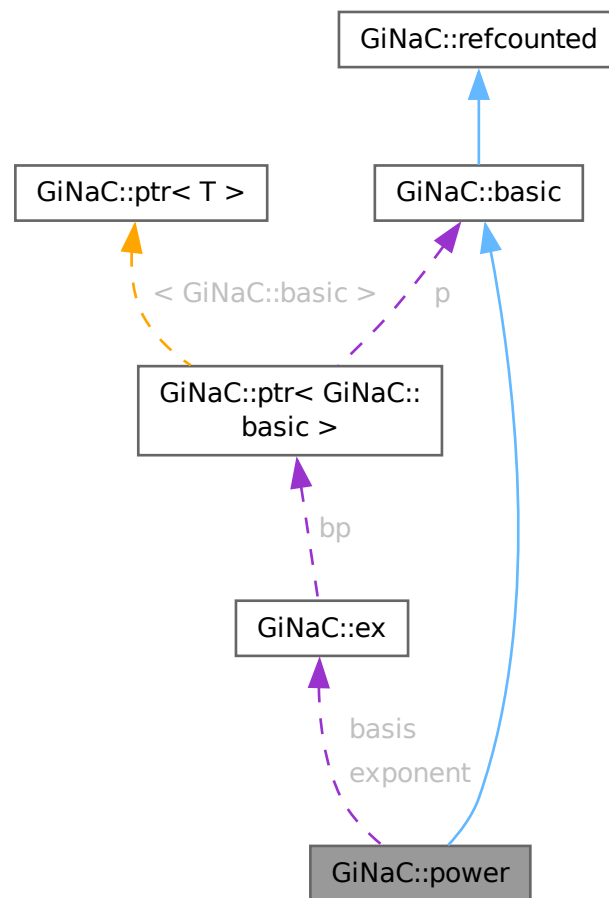 GiNaC::refcounted
GiNaC::ptr< T >
GiNaC::basic
< GiNaC::basic >
p
GiNaC::ptr< GiNaC::
basic >
bp
GiNaC::ex
basis
exponent
GiNaC::power